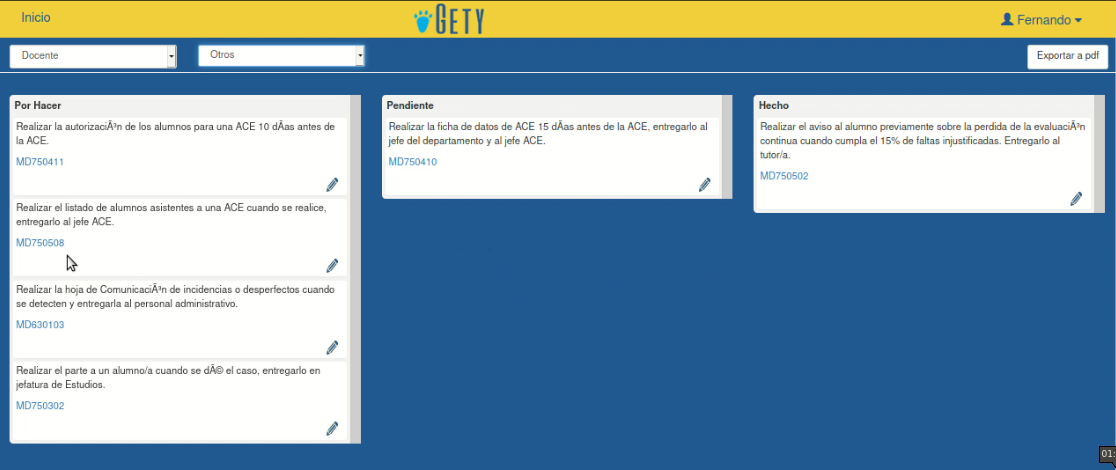 Inicio
GETY
Fernando
Docente
Otros
Exportar a pdf
Por Hacer
Realizar la autorizaciÃ³n de los alumnos para una ACE 10 dÃ­as antes de
la ACE.
MD750411
Realizar el listado de alumnos asistentes a una ACE cuando se realice,
entregarlo al jefe ACE.
MD750508
Realizar la hoja de ComunicaciÃ³n de incidencias o desperfectos cuando
se detecten y entregarla al personal administrativo.
MD630103
Realizar el parte a un alumno/a cuando se dÃ© el caso, entregarlo en
jefatura de Estudios.
MD750302
Pendiente
Realizar la ficha de datos de ACE 15 dÃ­as antes de la ACE, entregarlo al
jefe del departamento y al jefe ACE.
MD750410
Hecho
Realizar el aviso al alumno previamente sobre la perdida de la evaluaciÃ³n
continua cuando cumpla el 15% de faltas injustificadas. Entregarlo al
tutor/a.
MD750502